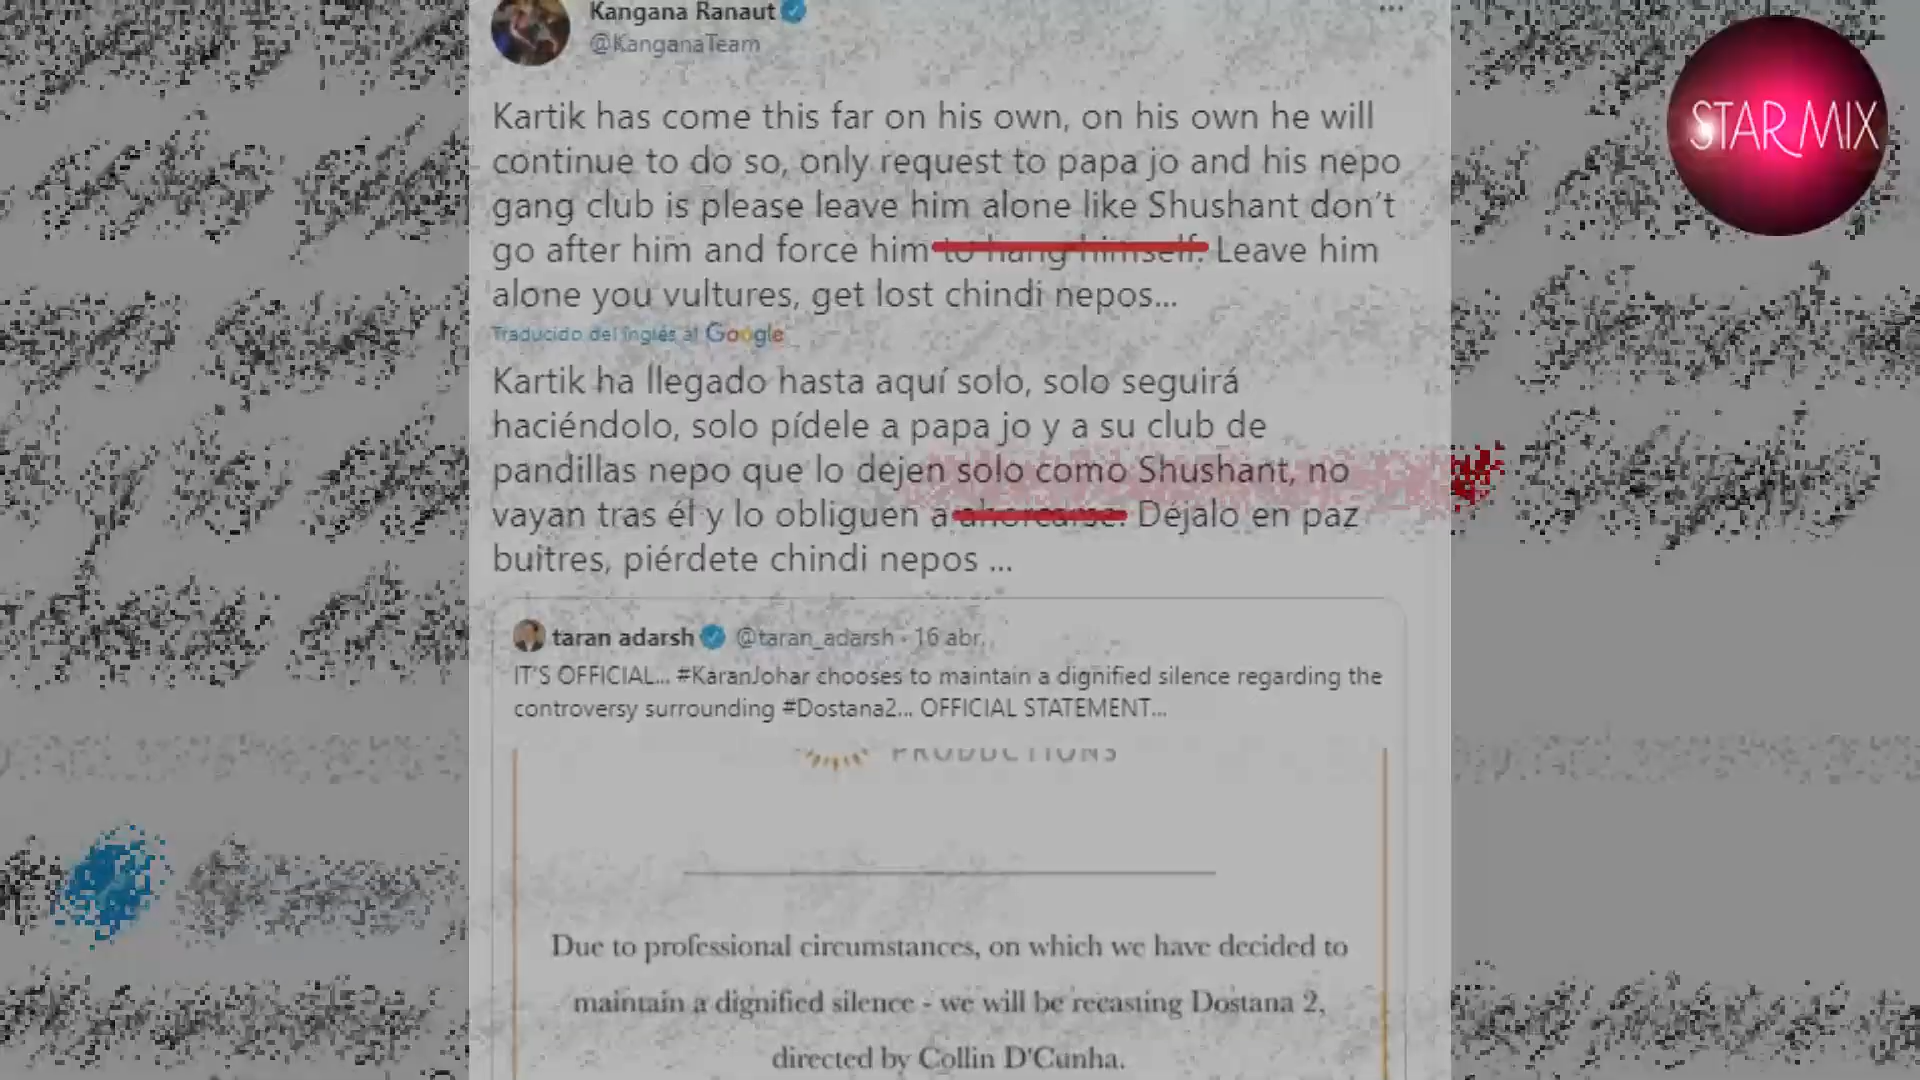 Kangana Ranaut
@KanganaTeam
STAR MIX
Kartik has come this far on his own, on his own he will
continue to do so, only request to papa jo and his nepo
gang club is please leave him alone like Shushant don't
go after him and force him to hang himself. Leave him
alone you vultures, get lost chindi nepos...
Traducido del inglés al Google
Kartik ha llegado hasta aquí solo, solo seguirá
haciéndolo, solo pídele a papa jo y a su club de
pandillas nepo que lo dejen solo como Shushant, no
vayan tras él y lo obliguen a ahorcarse. Déjalo en paz
buitres, piérdete chindi nepos ...
taran adarsh @taran_adarsh · 16 abr.
IT'S OFFICIAL... #KaranJohar chooses to maintain a dignified silence regarding the
controversy surrounding #Dostana2... OFFICIAL STATEMENT...
PRODUCTIONS
Due to professional circumstances, on which we have decided to
maintain a dignified silence - we will be recasting Dostana 2,
directed by Collin D'Cunha.